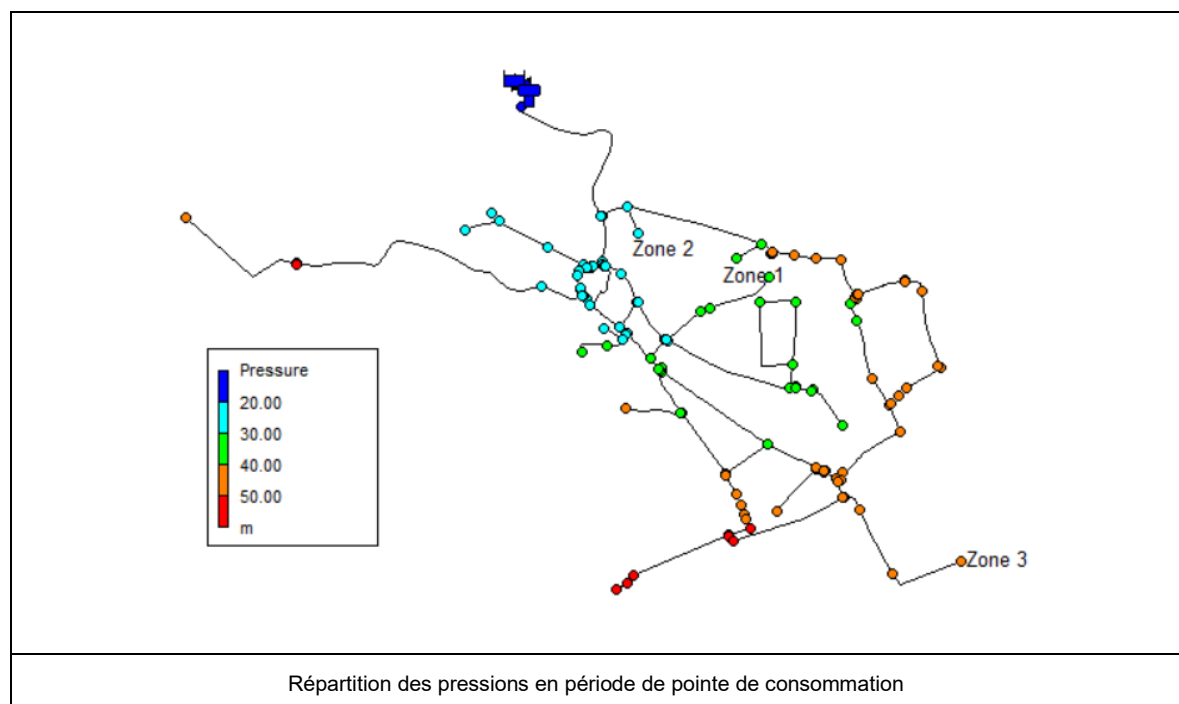 Zone 2
Zone 1
Pressure
20.00
30.00
40.00
50.00
m
Zone 3
Répartition des pressions en période de pointe de consommation